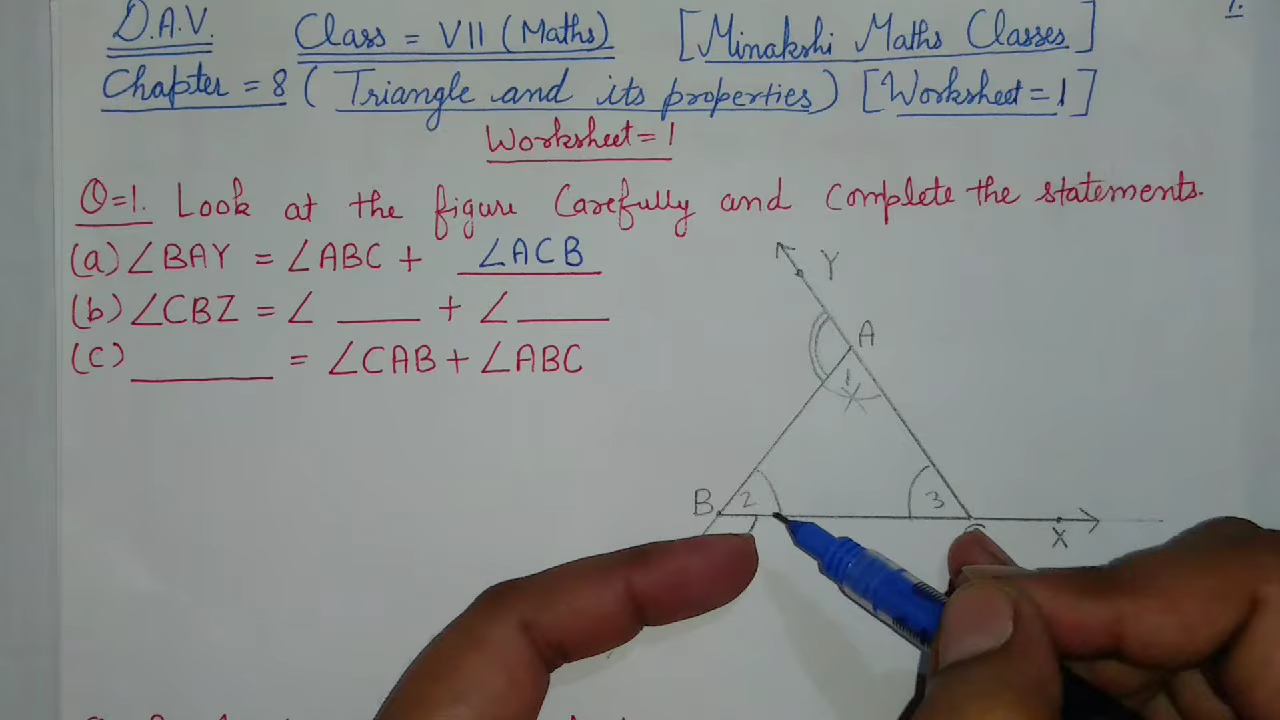 1.
D.A.V. Class = VII (Maths) [Minakshi Maths Classes]
Chapter = 8 (Triangle and its properties) [Worksheet = 1]
Worksheet = 1
Q=1. Look at the figure Carefully and Complete the statements.
(a) ∠BAY = ∠ABC + ∠ACB
(b) ∠CBZ = ∠ ____ + ∠ ____
(c) ______ = ∠CAB + ∠ABC
Y
A
1
B 2 3
X